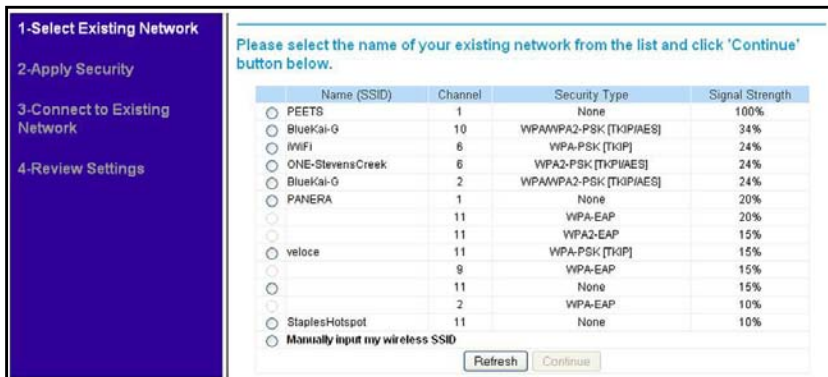 1-Select Existing Network
2-Apply Security
3-Connect to Existing
Network
4-Review Settings
Please select the name of your existing network from the list and click 'Continue'
button below.
Name (SSID) Channel Security Type Signal Strength
PEETS 1 None 100%
BlueKai-G 10 WPA/WPA2-PSK [TKIP/AES] 34%
iWiFi 6 WPA-PSK [TKIP] 24%
ONE-StevensCreek 6 WPA2-PSK [TKPI/AES] 24%
BlueKai-G 2 WPA/WPA2-PSK [TKIP/AES] 24%
PANERA 1 None 20%
11 WPA-EAP 20%
11 WPA2-EAP 15%
veloce 11 WPA-PSK [TKIP] 15%
9 WPA-EAP 15%
11 None 15%
2 WPA-EAP 10%
StaplesHotspot 11 None 10%
Manually input my wireless SSID
Refresh Continue